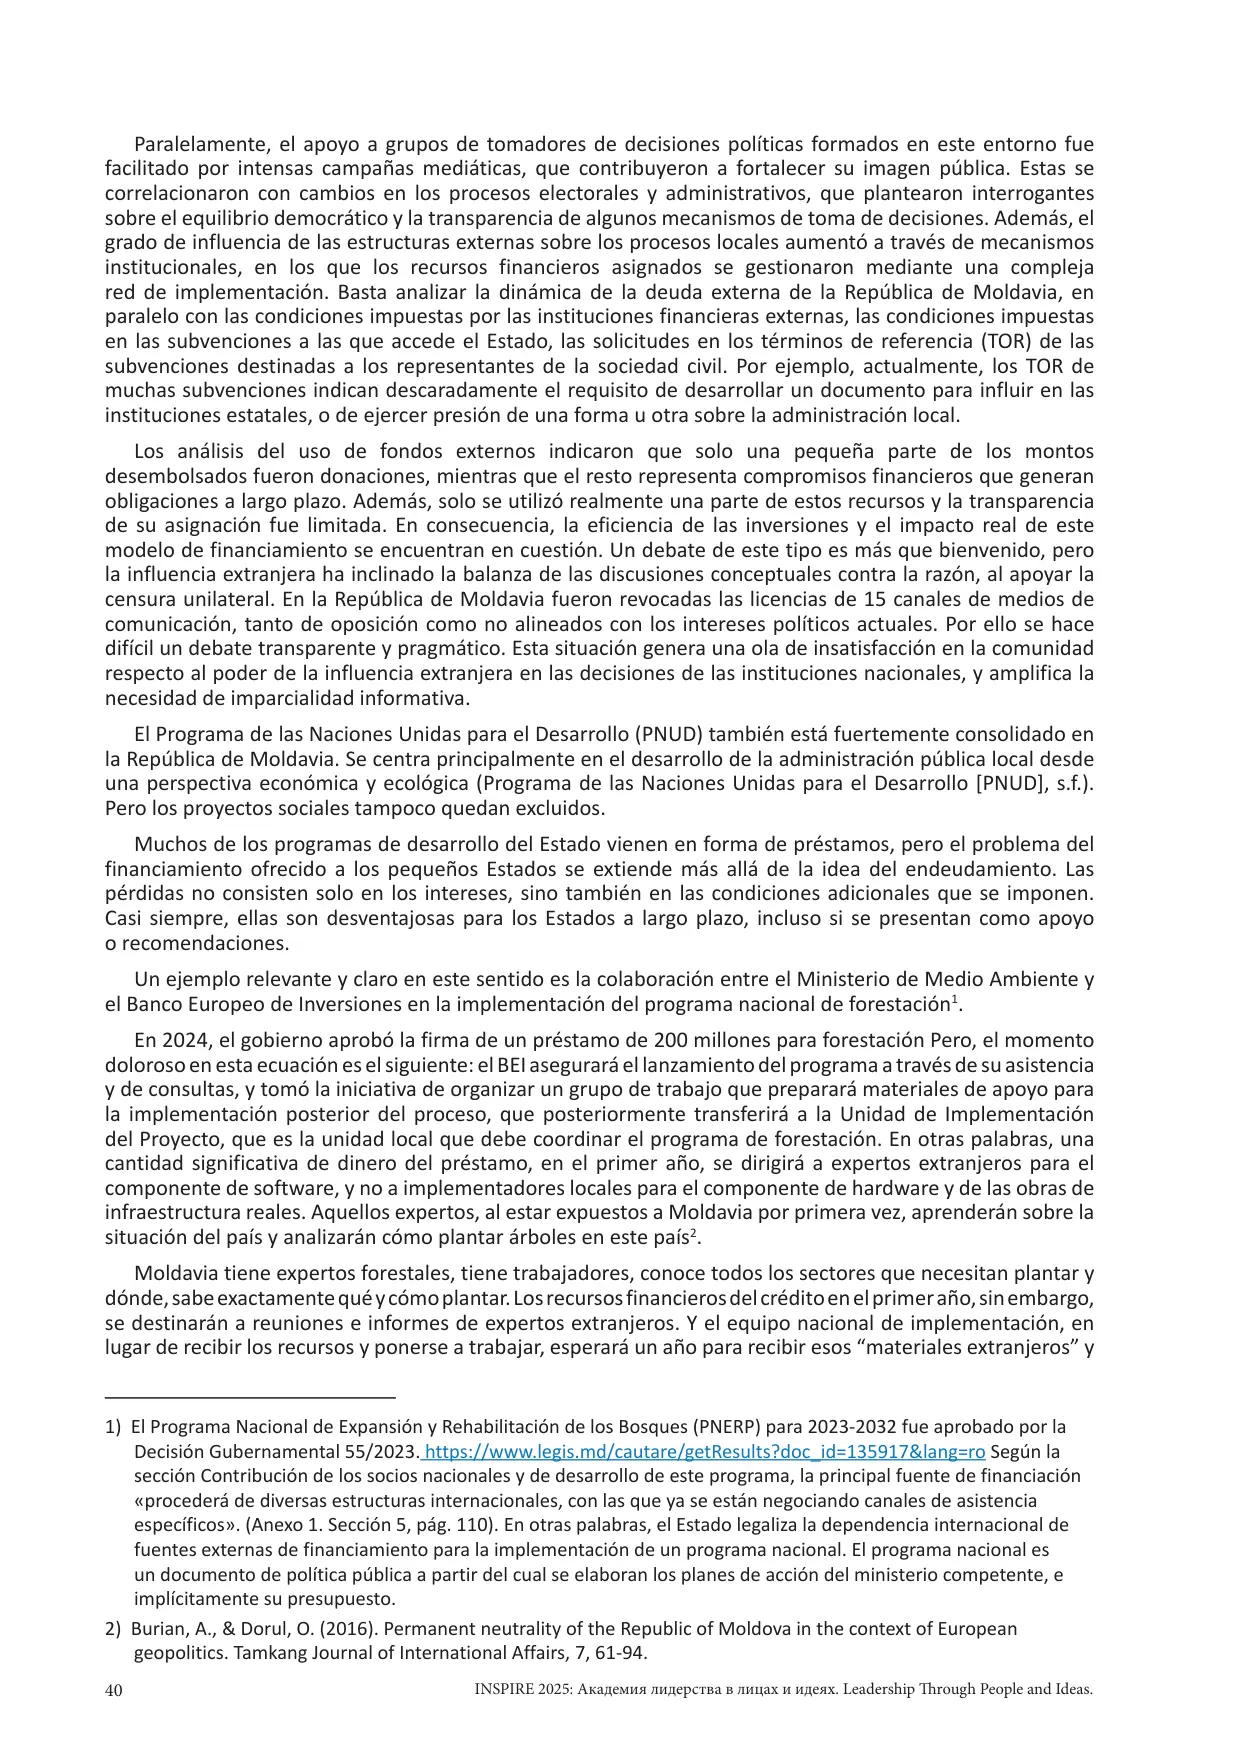 Paralelamente, el apoyo a grupos de tomadores de decisiones políticas formados en este entorno fue
facilitado por intensas campañas mediáticas, que contribuyeron a fortalecer su imagen pública. Estas se
correlacionaron con cambios en los procesos electorales y administrativos, que plantearon interrogantes
sobre el equilibrio democrático y la transparencia de algunos mecanismos de toma de decisiones. Además, el
grado de influencia de las estructuras externas sobre los procesos locales aumentó a través de mecanismos
institucionales, en los que los recursos financieros asignados se gestionaron mediante una compleja
red de implementación. Basta analizar la dinámica de la deuda externa de la República de Moldavia, en
paralelo con las condiciones impuestas por las instituciones financieras externas, las condiciones impuestas
en las subvenciones a las que accede el Estado, las solicitudes en los términos de referencia (TOR) de las
subvenciones destinadas a los representantes de la sociedad civil. Por ejemplo, actualmente, los TOR de
muchas subvenciones indican descaradamente el requisito de desarrollar un documento para influir en las
instituciones estatales, o de ejercer presión de una forma u otra sobre la administración local.
Los análisis del uso de fondos externos indicaron que solo una pequeña parte de los montos
desembolsados fueron donaciones, mientras que el resto representa compromisos financieros que generan
obligaciones a largo plazo. Además, solo se utilizó realmente una parte de estos recursos y la transparencia
de su asignación fue limitada. En consecuencia, la eficiencia de las inversiones y el impacto real de este
modelo de financiamiento se encuentran en cuestión. Un debate de este tipo es más que bienvenido, pero
la influencia extranjera ha inclinado la balanza de las discusiones conceptuales contra la razón, al apoyar la
censura unilateral. En la República de Moldavia fueron revocadas las licencias de 15 canales de medios de
comunicación, tanto de oposición como no alineados con los intereses políticos actuales. Por ello se hace
difícil un debate transparente y pragmático. Esta situación genera una ola de insatisfacción en la comunidad
respecto al poder de la influencia extranjera en las decisiones de las instituciones nacionales, y amplifica la
necesidad de imparcialidad informativa.
El Programa de las Naciones Unidas para el Desarrollo (PNUD) también está fuertemente consolidado en
la República de Moldavia. Se centra principalmente en el desarrollo de la administración pública local desde
una perspectiva económica y ecológica (Programa de las Naciones Unidas para el Desarrollo [PNUD], s.f.).
Pero los proyectos sociales tampoco quedan excluidos.
Muchos de los programas de desarrollo del Estado vienen en forma de préstamos, pero el problema del
financiamiento ofrecido a los pequeños Estados se extiende más allá de la idea del endeudamiento. Las
pérdidas no consisten solo en los intereses, sino también en las condiciones adicionales que se imponen.
Casi siempre, ellas son desventajosas para los Estados a largo plazo, incluso si se presentan como apoyo
o recomendaciones.
Un ejemplo relevante y claro en este sentido es la colaboración entre el Ministerio de Medio Ambiente y
el Banco Europeo de Inversiones en la implementación del programa nacional de forestación1.
En 2024, el gobierno aprobó la firma de un préstamo de 200 millones para forestación Pero, el momento
doloroso en esta ecuación es el siguiente: el BEI asegurará el lanzamiento del programa a través de su asistencia
y de consultas, y tomó la iniciativa de organizar un grupo de trabajo que preparará materiales de apoyo para
la implementación posterior del proceso, que posteriormente transferirá a la Unidad de Implementación
del Proyecto, que es la unidad local que debe coordinar el programa de forestación. En otras palabras, una
cantidad significativa de dinero del préstamo, en el primer año, se dirigirá a expertos extranjeros para el
componente de software, y no a implementadores locales para el componente de hardware y de las obras de
infraestructura reales. Aquellos expertos, al estar expuestos a Moldavia por primera vez, aprenderán sobre la
situación del país y analizarán cómo plantar árboles en este país2.
Moldavia tiene expertos forestales, tiene trabajadores, conoce todos los sectores que necesitan plantar y
dónde, sabe exactamente qué y cómo plantar. Los recursos financieros del crédito en el primer año, sin embargo,
se destinarán a reuniones e informes de expertos extranjeros. Y el equipo nacional de implementación, en
lugar de recibir los recursos y ponerse a trabajar, esperará un año para recibir esos “materiales extranjeros” y
1) El Programa Nacional de Expansión y Rehabilitación de los Bosques (PNERP) para 2023-2032 fue aprobado por la
Decisión Gubernamental 55/2023. https://www.legis.md/cautare/getResults?doc_id=135917&lang=ro Según la
sección Contribución de los socios nacionales y de desarrollo de este programa, la principal fuente de financiación
«procederá de diversas estructuras internacionales, con las que ya se están negociando canales de asistencia
específicos». (Anexo 1. Sección 5, pág. 110). En otras palabras, el Estado legaliza la dependencia internacional de
fuentes externas de financiamiento para la implementación de un programa nacional. El programa nacional es
un documento de política pública a partir del cual se elaboran los planes de acción del ministerio competente, e
implícitamente su presupuesto.
2) Burian, A., & Dorul, O. (2016). Permanent neutrality of the Republic of Moldova in the context of European
geopolitics. Tamkang Journal of International Affairs, 7, 61-94.
40 INSPIRE 2025: Академия лидерства в лицах и идеях. Leadership Through People and Ideas.